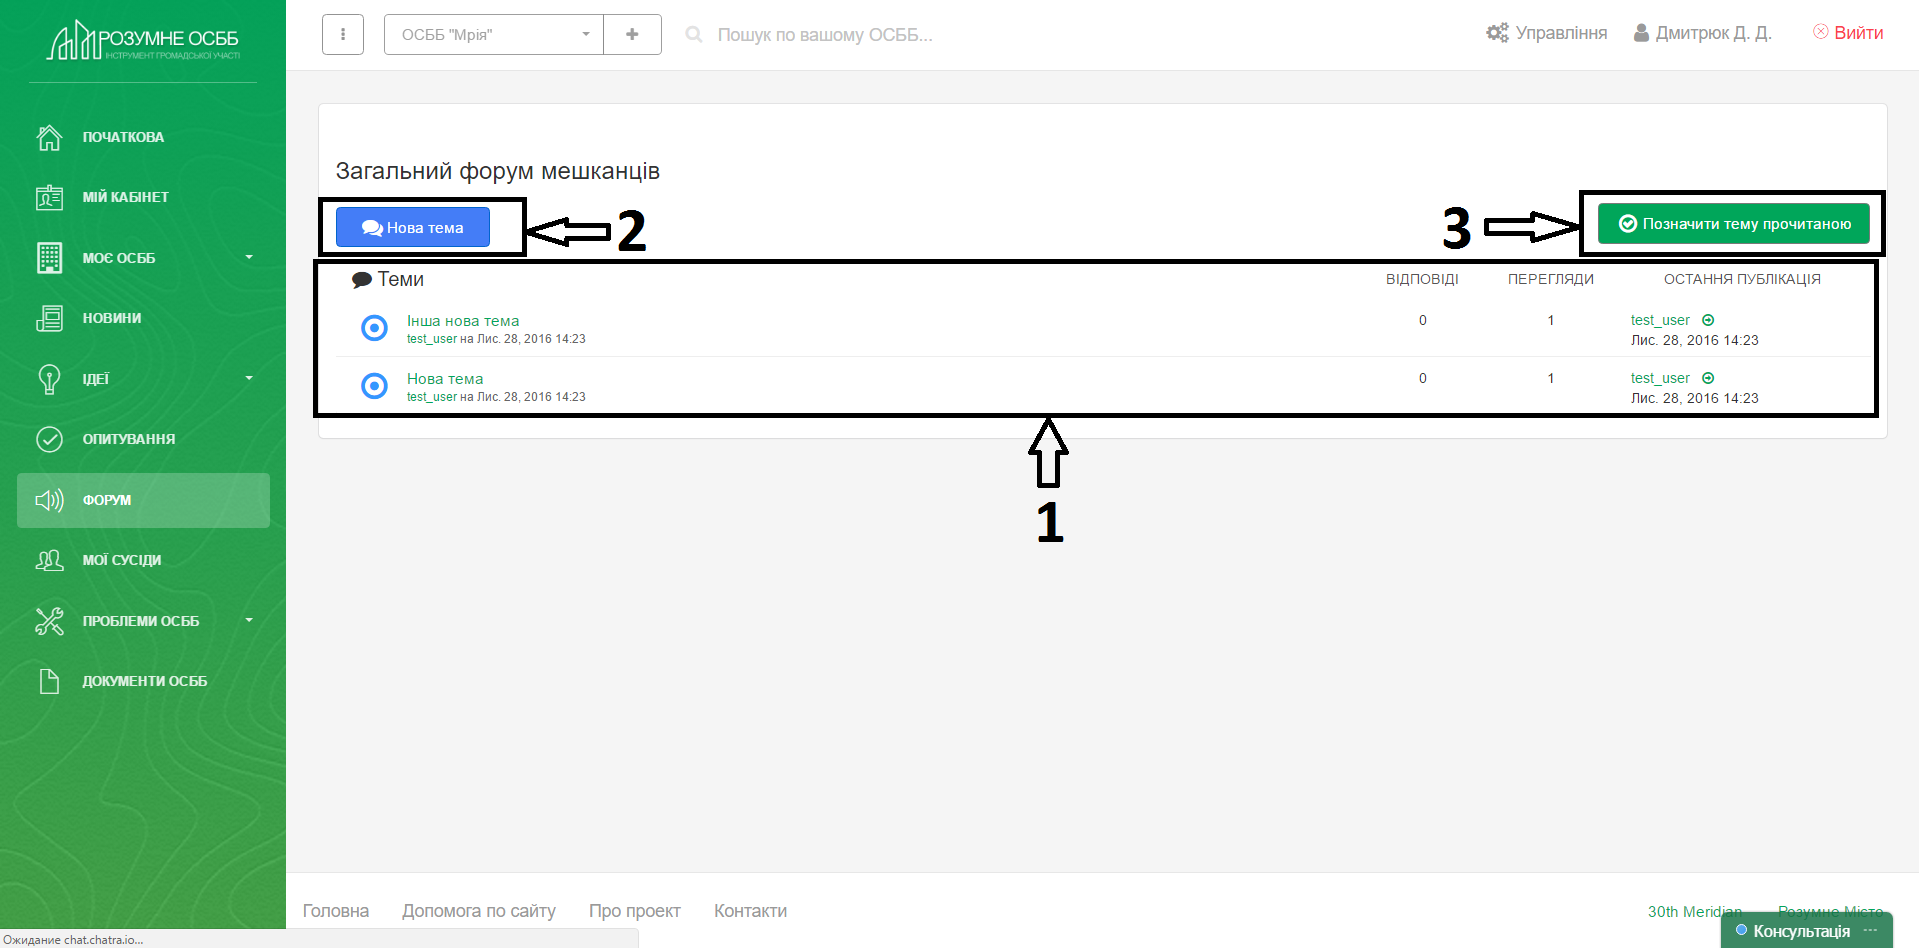 РОЗУМНЕ ОСББ
ІНСТРУМЕНТ ГРОМАДСЬКОЇ УЧАСТІ
ПОЧАТКОВА
МІЙ КАБІНЕТ
МОЄ ОСББ
НОВИНИ
ІДЕЇ
ОПИТУВАННЯ
ФОРУМ
МОЇ СУСІДИ
ПРОБЛЕМИ ОСББ
ДОКУМЕНТИ ОСББ
ОСББ "Мрія"
Пошук по вашому ОСББ...
Управління
Дмитрюк Д. Д.
Вийти
Загальний форум мешканців
Нова тема
2
3
Позначити тему прочитаною
Теми ВІДПОВІДІ ПЕРЕГЛЯДИ ОСТАННЯ ПУБЛІКАЦІЯ
Інша нова тема 0 1 test_user
test_user на Лис. 28, 2016 14:23 Лис. 28, 2016 14:23
Нова тема 0 1 test_user
test_user на Лис. 28, 2016 14:23 Лис. 28, 2016 14:23
1
Головна Допомога по сайту Про проект Контакти 30th Meridian Розумне Місто
Консультація
Ожидание chat.chatra.io...